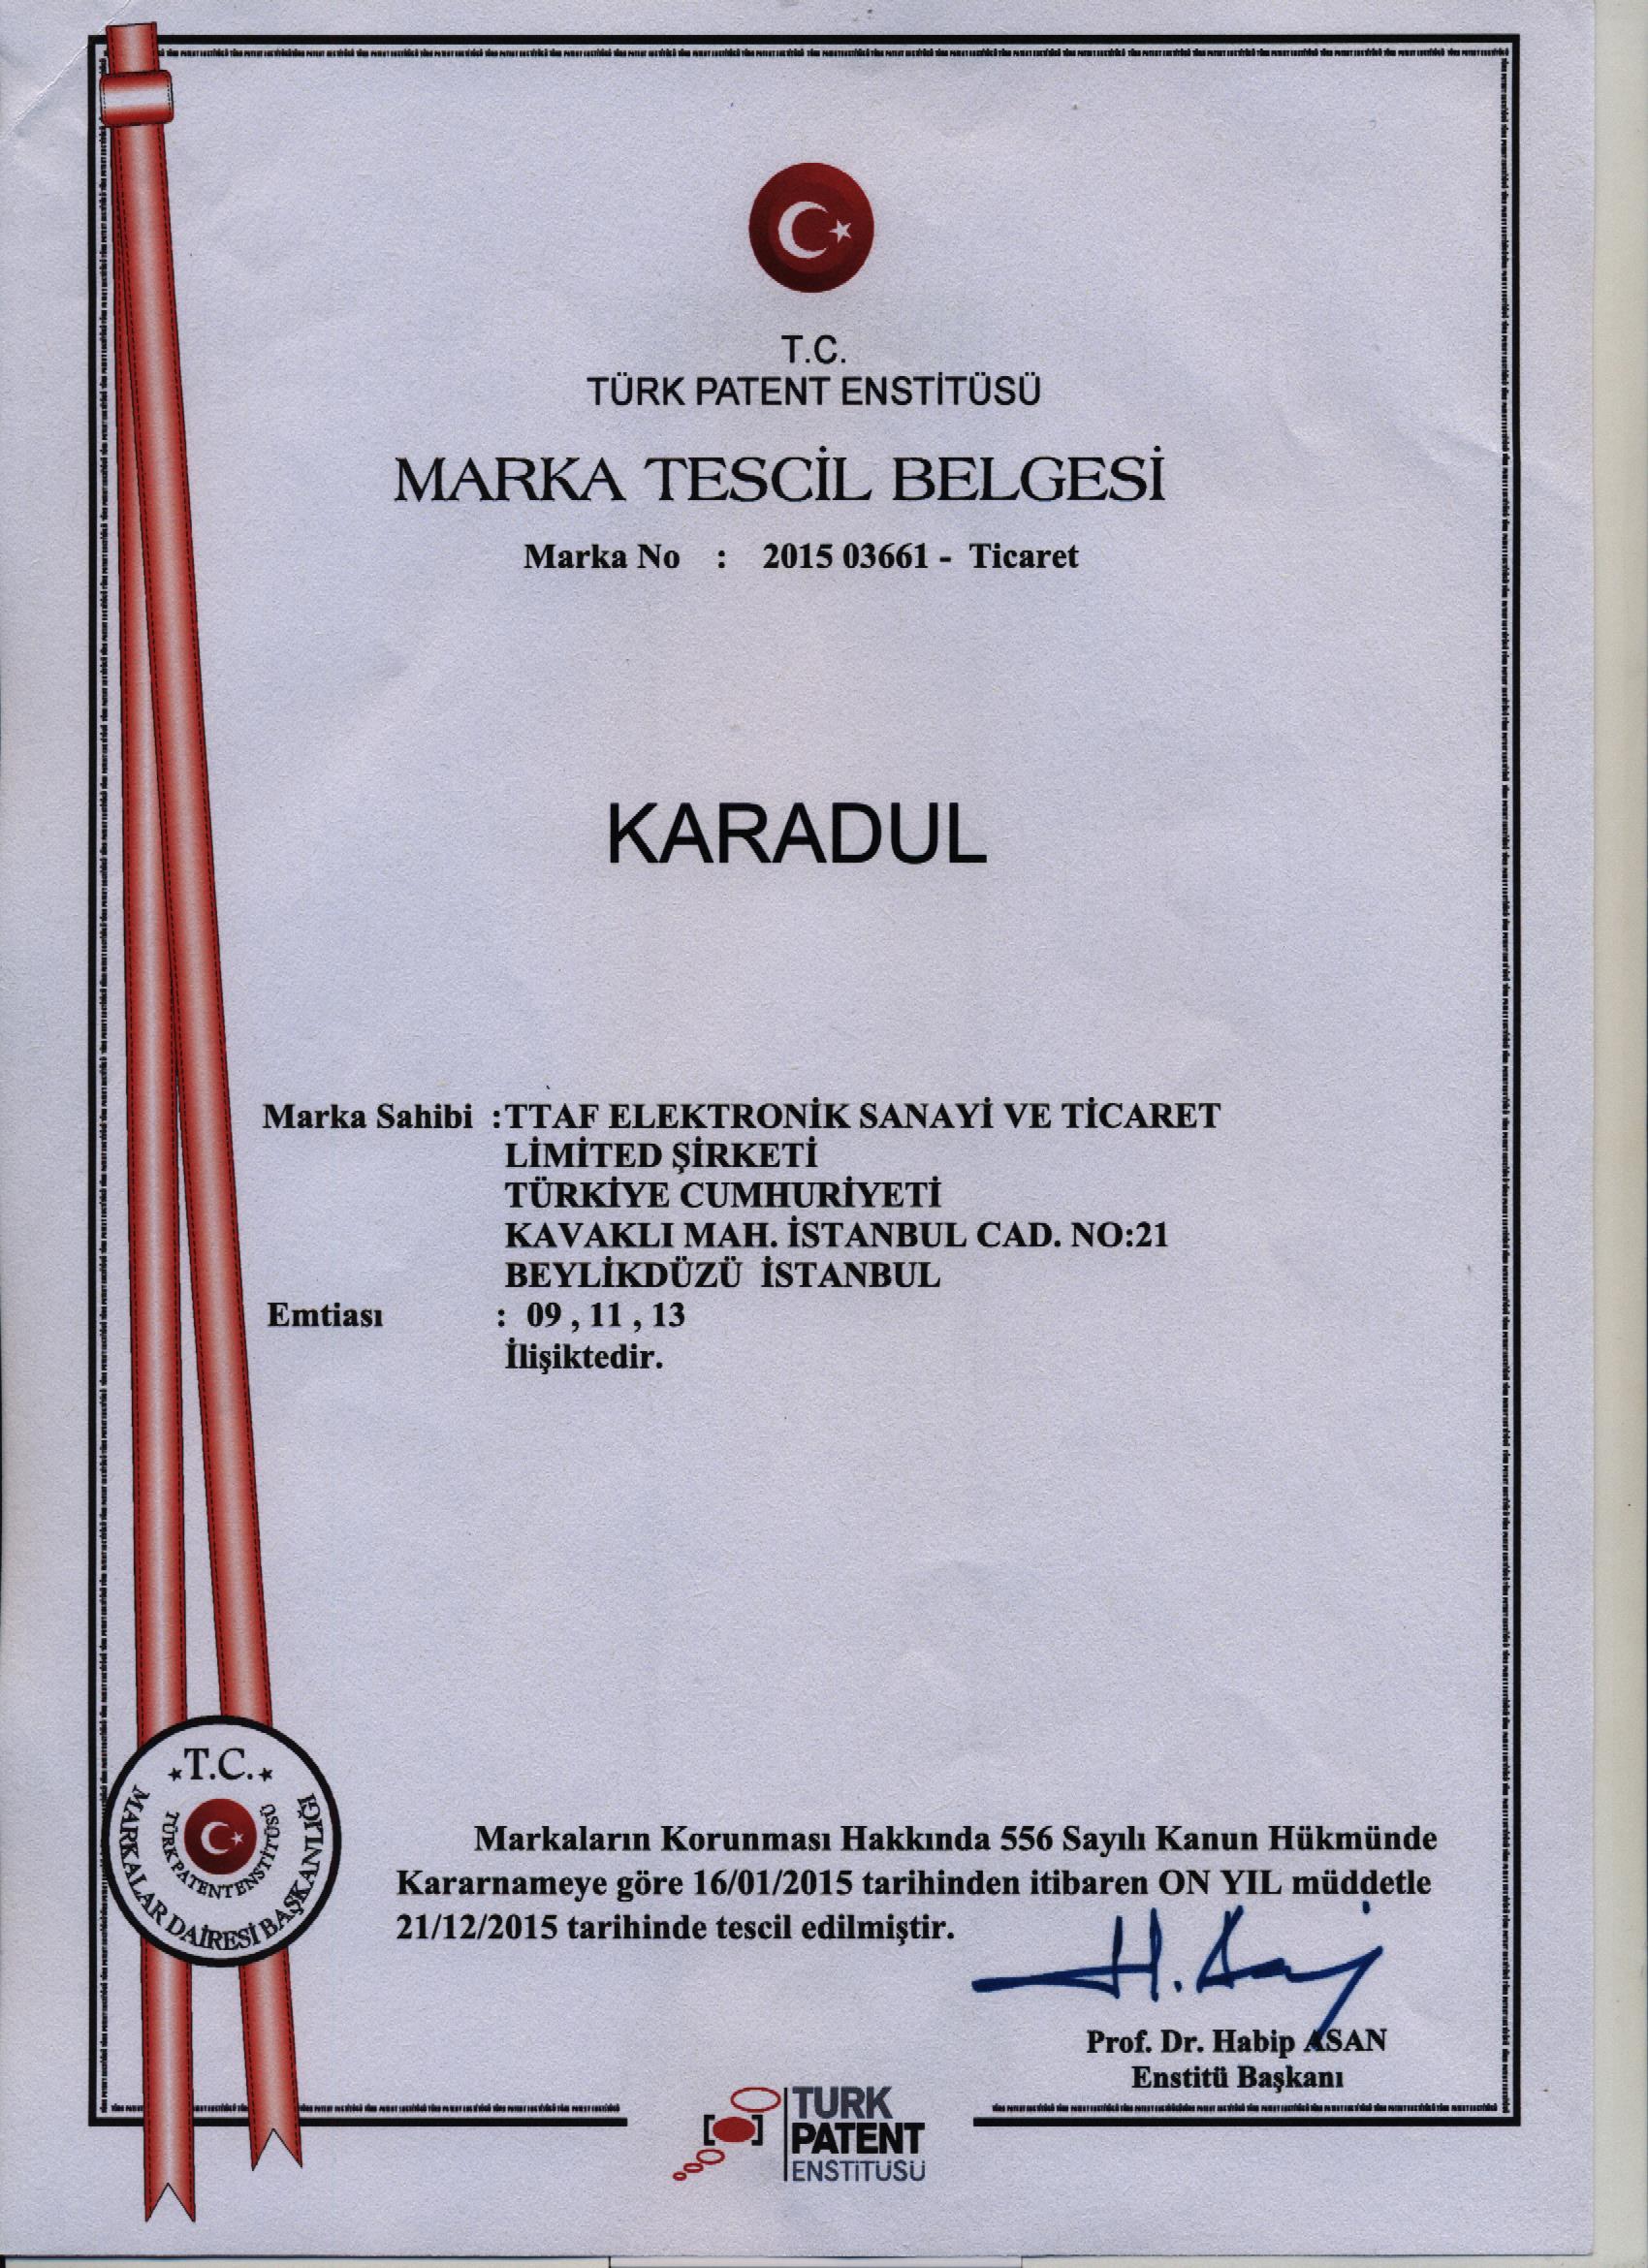 T.C.
TÜRK PATENT ENSTİTÜSÜ
MARKA TESCİL BELGESİ
Marka No : 2015 03661 - Ticaret
KARADUL
Marka Sahibi :TTAF ELEKTRONİK SANAYİ VE TİCARET
LİMİTED ŞİRKETİ
TÜRKİYE CUMHURİYETİ
KAVAKLI MAH. İSTANBUL CAD. NO:21
BEYLİKDÜZÜ İSTANBUL
Emtiası : 09 , 11 , 13
İlişiktedir.
T.C.
TÜRK PATENT ENSTİTÜSÜ
MARKALAR DAİRESİ BAŞKANLIĞI
Markaların Korunması Hakkında 556 Sayılı Kanun Hükmünde
Kararnameye göre 16/01/2015 tarihinden itibaren ON YIL müddetle
21/12/2015 tarihinde tescil edilmiştir.
Prof. Dr. Habip ASAN
Enstitü Başkanı
TURK
PATENT
ENSTİTUSU